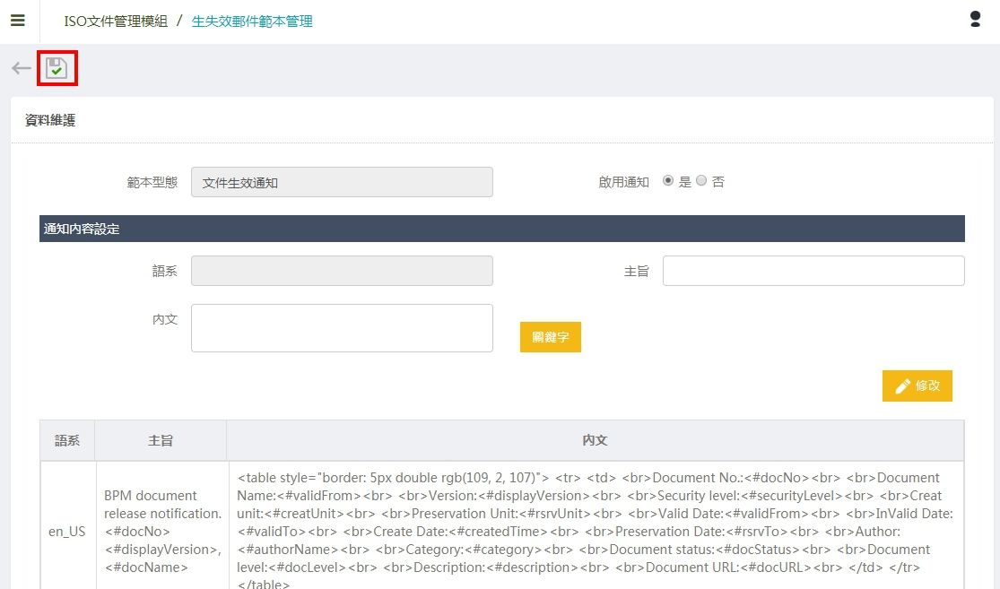 ISO文件管理模組 / 生失效郵件範本管理
資料維護
範本型態 文件生效通知 啟用通知 是 否
通知內容設定
語系 主旨
內文 關鍵字
修改
語系 主旨 內文
en_US
BPM document
release notification.
<#docNo>
<#displayVersion>,
<#docName>
<table style="border: 5px double rgb(109, 2, 107)"> <tr> <td> <br>Document No.:<#docNo><br> <br>Document
Name:<#validFrom><br> <br>Version:<#displayVersion><br> <br>Security level:<#securityLevel><br> <br>Creat
unit:<#creatUnit><br> <br>Preservation Unit:<#rsrvUnit><br> <br>Valid Date:<#validFrom><br> <br>InValid Date:
<#validTo><br> <br>Create Date:<#createdTime><br> <br>Preservation Date:<#rsrvTo><br> <br>Author:
<#authorName><br> <br>Category:<#category><br> <br>Document status:<#docStatus><br> <br>Document
level:<#docLevel><br> <br>Description:<#description><br> <br>Document URL:<#docURL><br> </td> </tr>
</table>